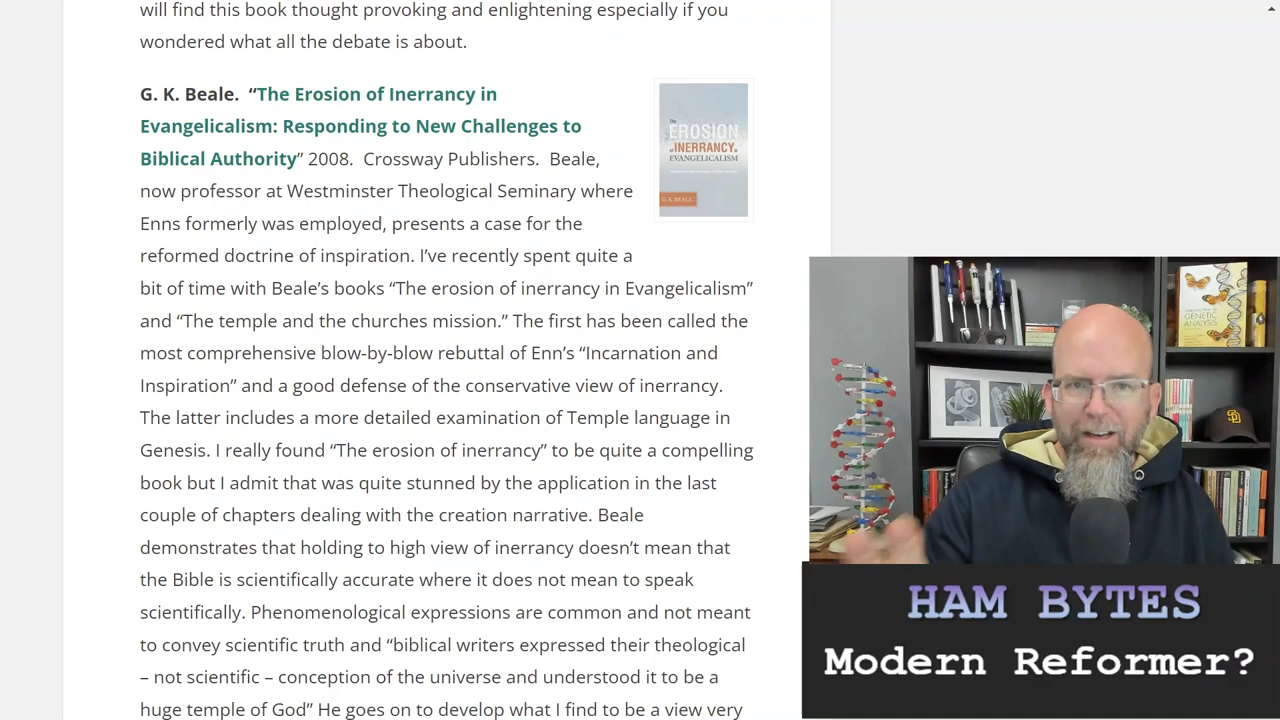 will find this book thought provoking and enlightening especially if you
wondered what all the debate is about.
G. K. Beale.  “The Erosion of Inerrancy in
Evangelicalism: Responding to New Challenges to
Biblical Authority” 2008.  Crossway Publishers.  Beale,
now professor at Westminster Theological Seminary where
Enns formerly was employed, presents a case for the
reformed doctrine of inspiration. I’ve recently spent quite a
bit of time with Beale’s books “The erosion of inerrancy in Evangelicalism”
and “The temple and the churches mission.” The first has been called the
most comprehensive blow-by-blow rebuttal of Enn’s “Incarnation and
Inspiration” and a good defense of the conservative view of inerrancy.
The latter includes a more detailed examination of Temple language in
Genesis. I really found “The erosion of inerrancy” to be quite a compelling
book but I admit that was quite stunned by the application in the last
couple of chapters dealing with the creation narrative. Beale
demonstrates that holding to high view of inerrancy doesn’t mean that
the Bible is scientifically accurate where it does not mean to speak
scientifically. Phenomenological expressions are common and not meant
to convey scientific truth and “biblical writers expressed their theological
– not scientific – conception of the universe and understood it to be a
huge temple of God” He goes on to develop what I find to be a view very
The
EROSION
of INERRANCY in
EVANGELICALISM
G. K. BEALE
GENETIC
ANALYSIS
SD
HAM BYTES
Modern Reformer?